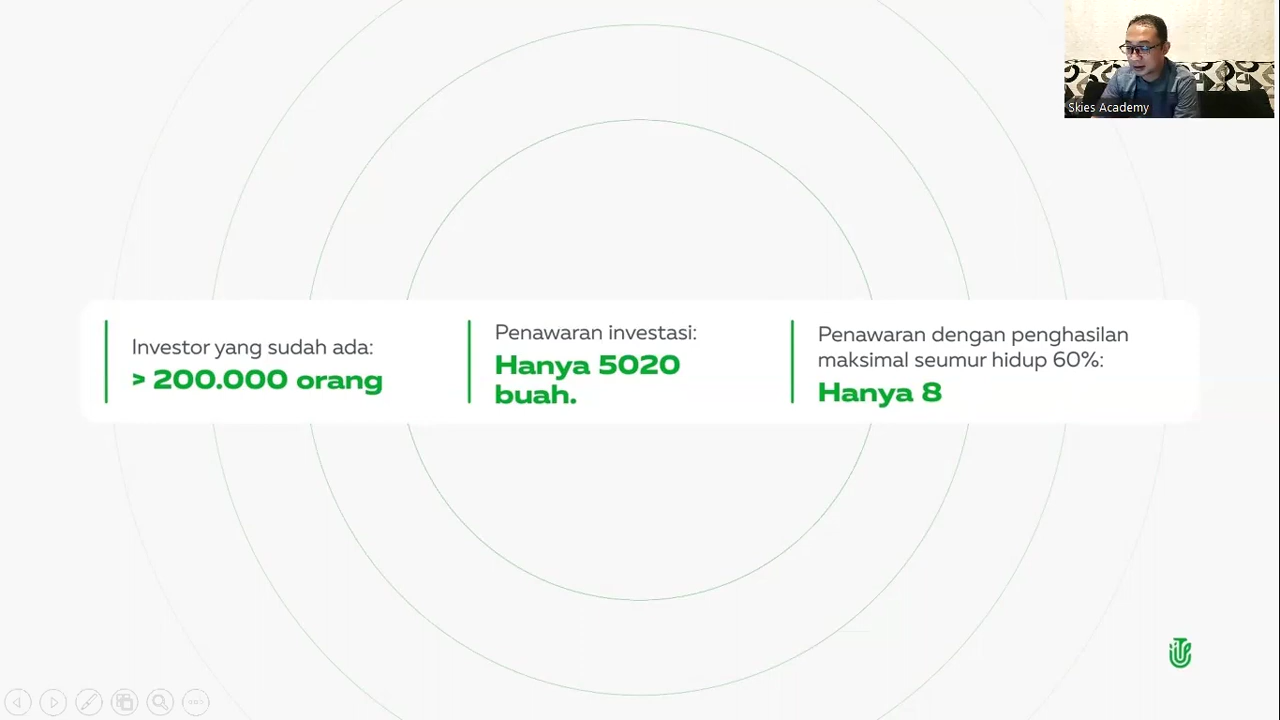 Skies Academy
Investor yang sudah ada:
> 200.000 orang
Penawaran investasi:
Hanya 5020
buah.
Penawaran dengan penghasilan
maksimal seumur hidup 60%:
Hanya 8